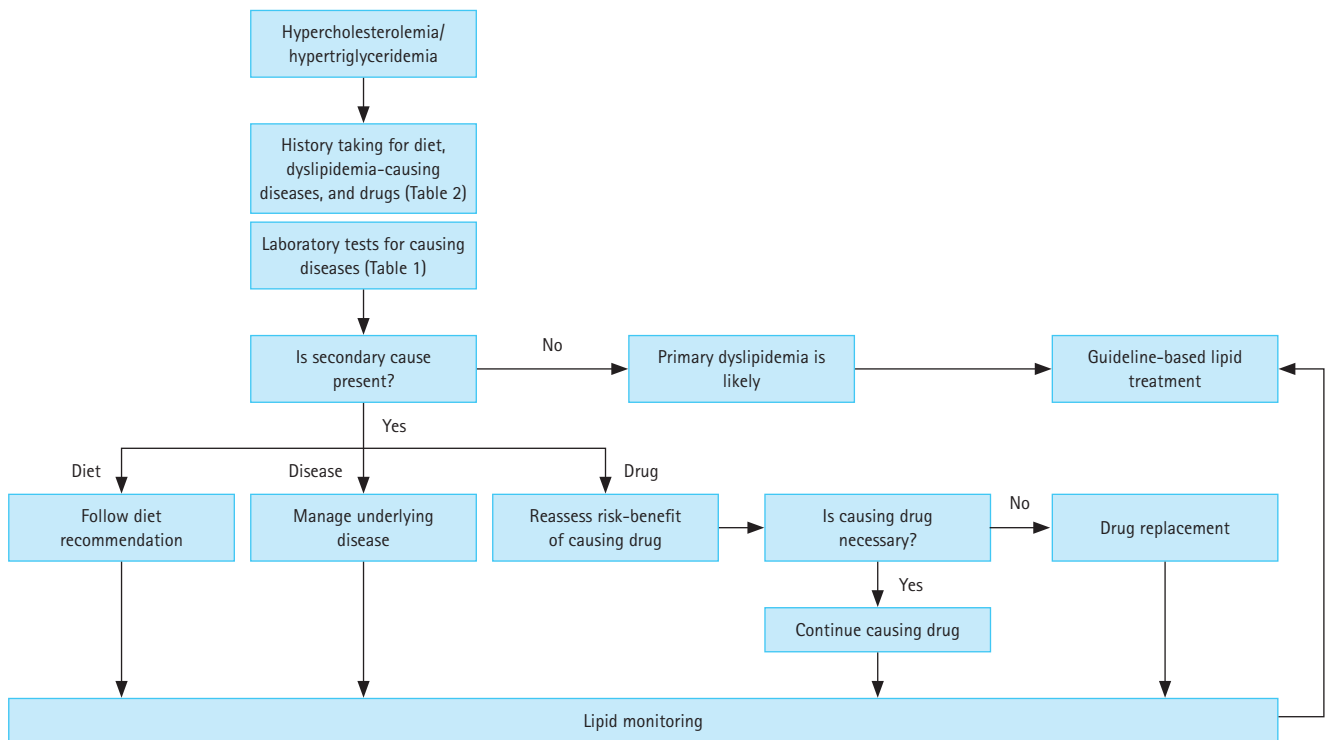 Hypercholesterolemia/
hypertriglyceridemia
History taking for diet,
dyslipidemia-causing
diseases, and drugs (Table 2)
Laboratory tests for causing
diseases (Table 1)
Is secondary cause
present?
No
Primary dyslipidemia is
likely
Guideline-based lipid
treatment
Yes
Diet
Disease
Drug
Follow diet
recommendation
Manage underlying
disease
Reassess risk-benefit
of causing drug
Is causing drug
necessary?
No
Drug replacement
Yes
Continue causing drug
Lipid monitoring